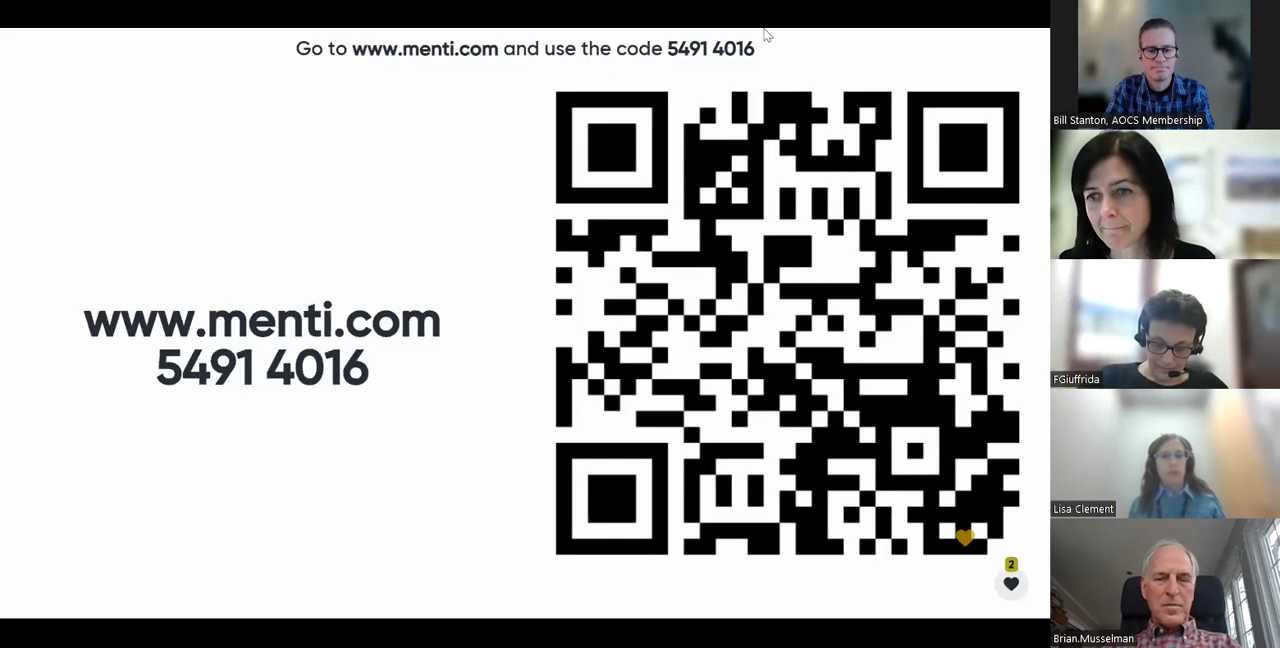 Go to www.menti.com and use the code 5491 4016
www.menti.com
5491 4016
2
Bill Stanton, AOCS Membership
FGiuffrida
Lisa Clement
Brian.Musselman